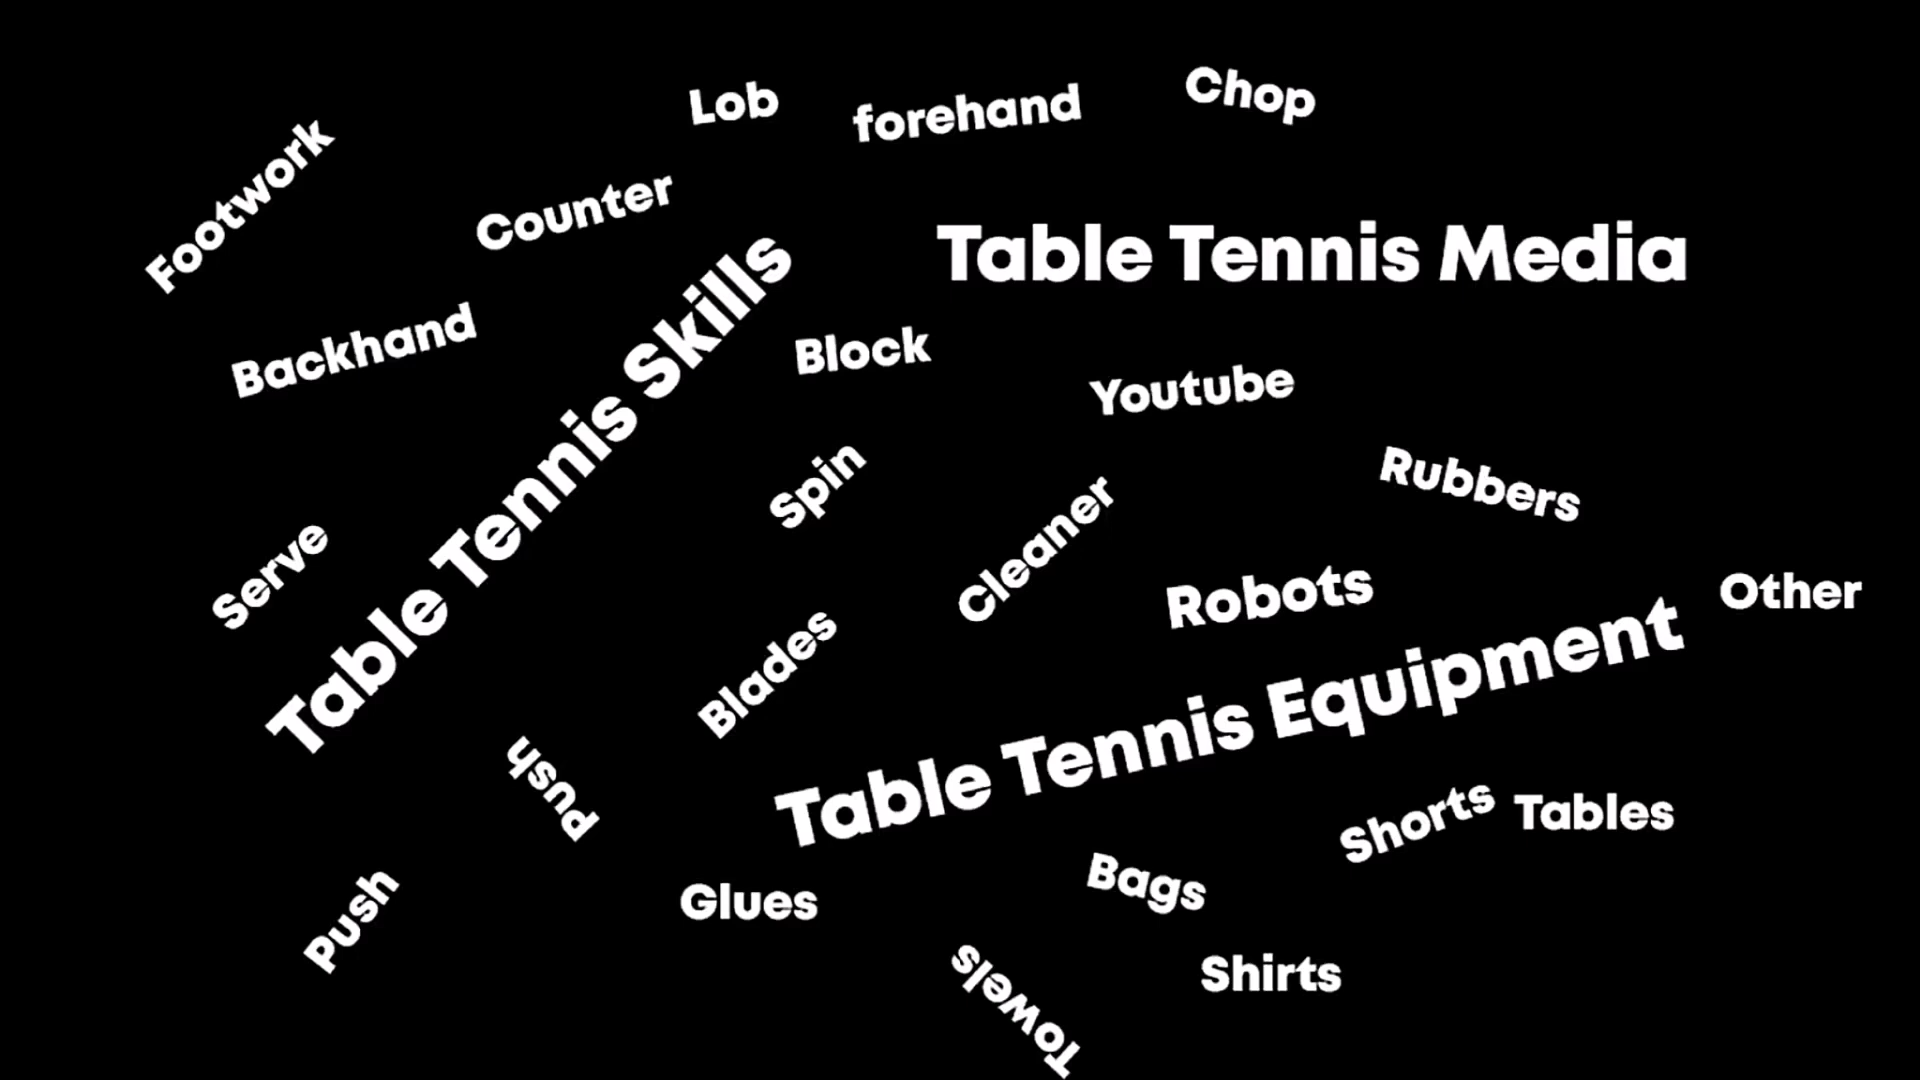 Lob
forehand
Chop
Footwork
Counter
Table Tennis Media
Table Tennis Skills
Backhand
Block
Youtube
Spin
Rubbers
Cleaner
Serve
Robots
Other
Blades
Table Tennis Equipment
Push
Shorts
Tables
Bags
Glues
Push
Shirts
Towels